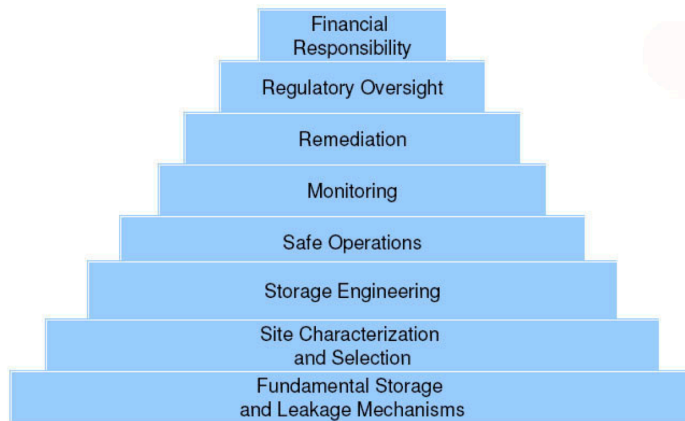 Financial
Responsibility
Regulatory Oversight
Remediation
Monitoring
Safe Operations
Storage Engineering
Site Characterization
and Selection
Fundamental Storage
and Leakage Mechanisms